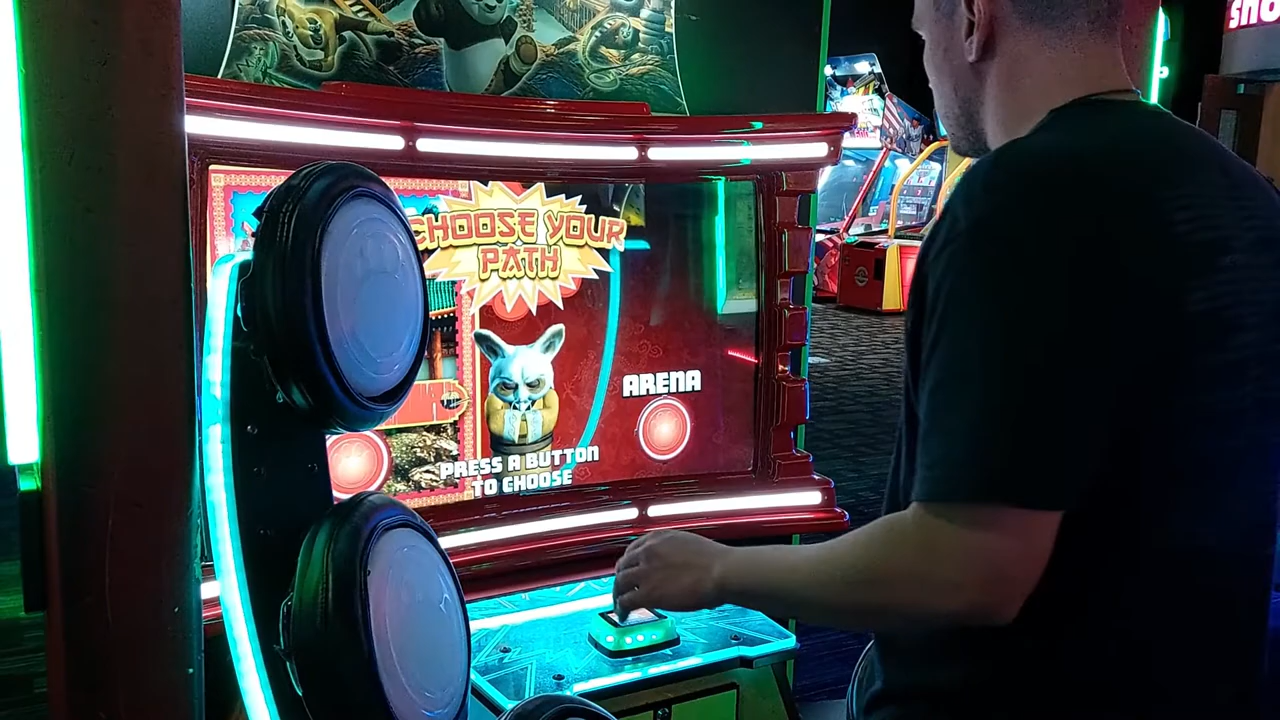 CHOOSE YOUR
PATH
ARENA
PRESS A BUTTON
TO CHOOSE